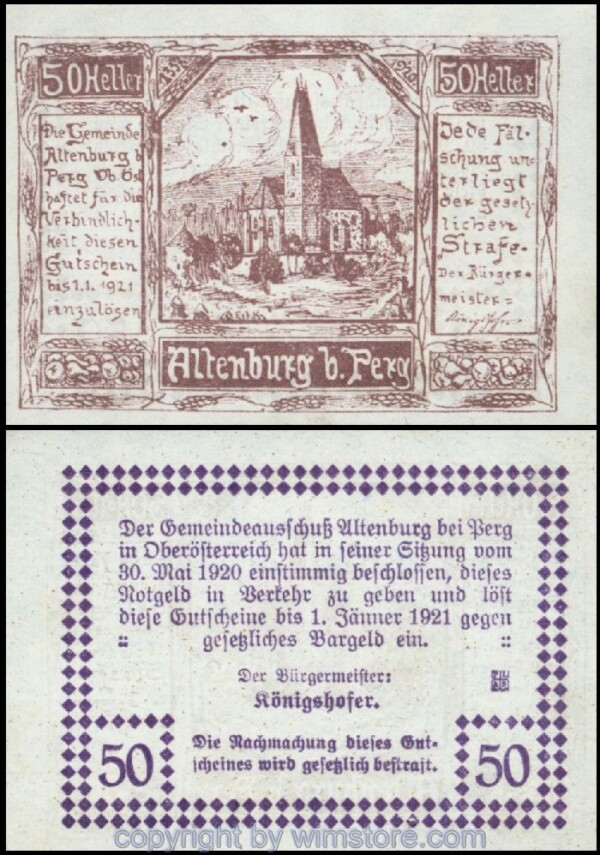 50 Heller
50 Heller
Die Gemeinde
Altenburg b
Perg Ob. Öst
haftet für die
Verbindlich-
keit, diesen
Gutschein
bis 1.1. 1921
einzulösen
Jede Fäl-
schung un-
terliegt
der gesetz-
lichen
Strafe-
Der Bürger-
meister=
Altenburg b. Perg
Der Gemeindeausschuß Altenburg bei Perg
in Oberösterreich hat in seiner Sitzung vom
30. Mai 1920 einstimmig beschlossen, dieses
Notgeld in Verkehr zu geben und löst
diese Gutscheine bis 1. Jänner 1921 gegen
:: gesetzliches Bargeld ein. ::
Der Bürgermeister:
Königshofer.
Die Nachmachung dieses Gut-
scheines wird gesetzlich bestraft.
50
50
copyright by wimstore.com